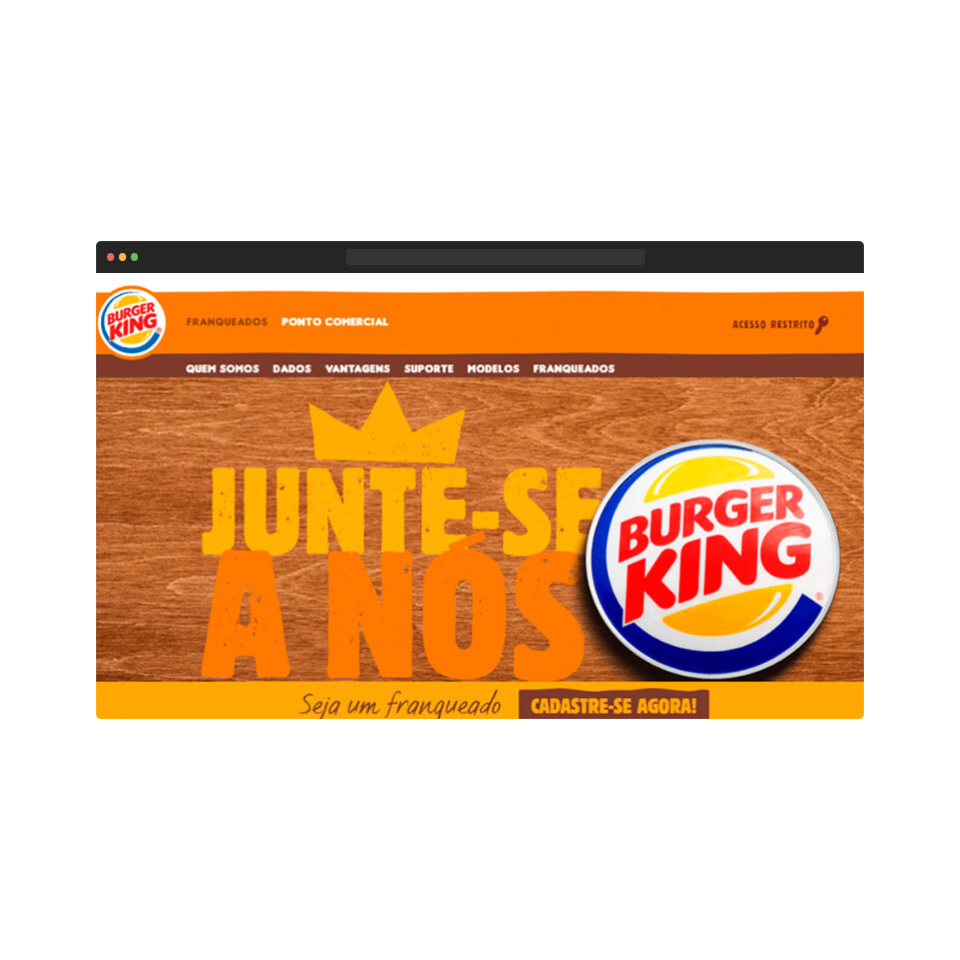 BURGER
KING®
FRANQUEADOS PONTO COMERCIAL
ACESSO RESTRITO
QUEM SOMOS DADOS VANTAGENS SUPORTE MODELOS FRANQUEADOS
JUNTE-SE
A NÓS
BURGER
KING®
Seja um franqueado CADASTRE-SE AGORA!